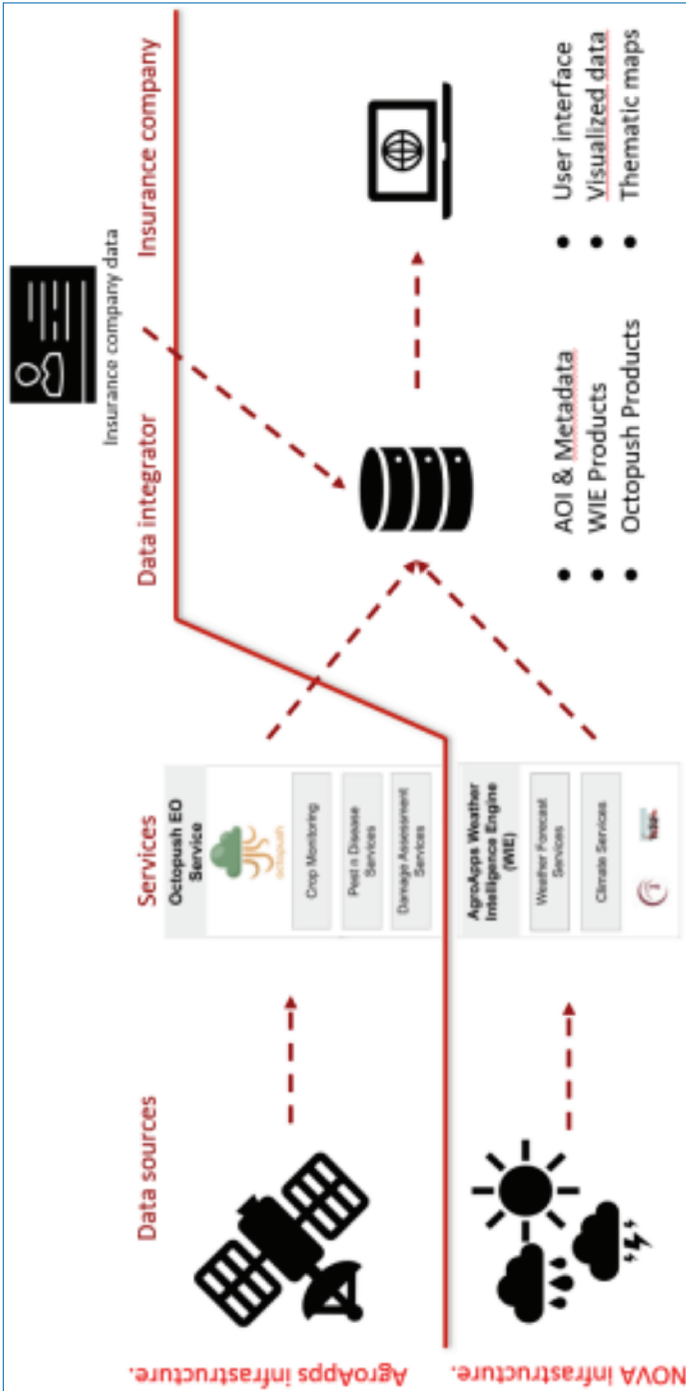 Insurance company data
Data sources
Services
Data integrator
Insurance company
AgroApps infrastructure.
NOVA infrastructure.
Octopush EO
Service
octopush
Crop Monitoring
Pest n Disease
Services
Damage Assessment
Services
AgroApps Weather
Intelligence Engine
(WIE)
Weather Forecast
Services
Climate Services
● AOI & Metadata
● WIE Products
● Octopush Products
● User interface
● Visualized data
● Thematic maps